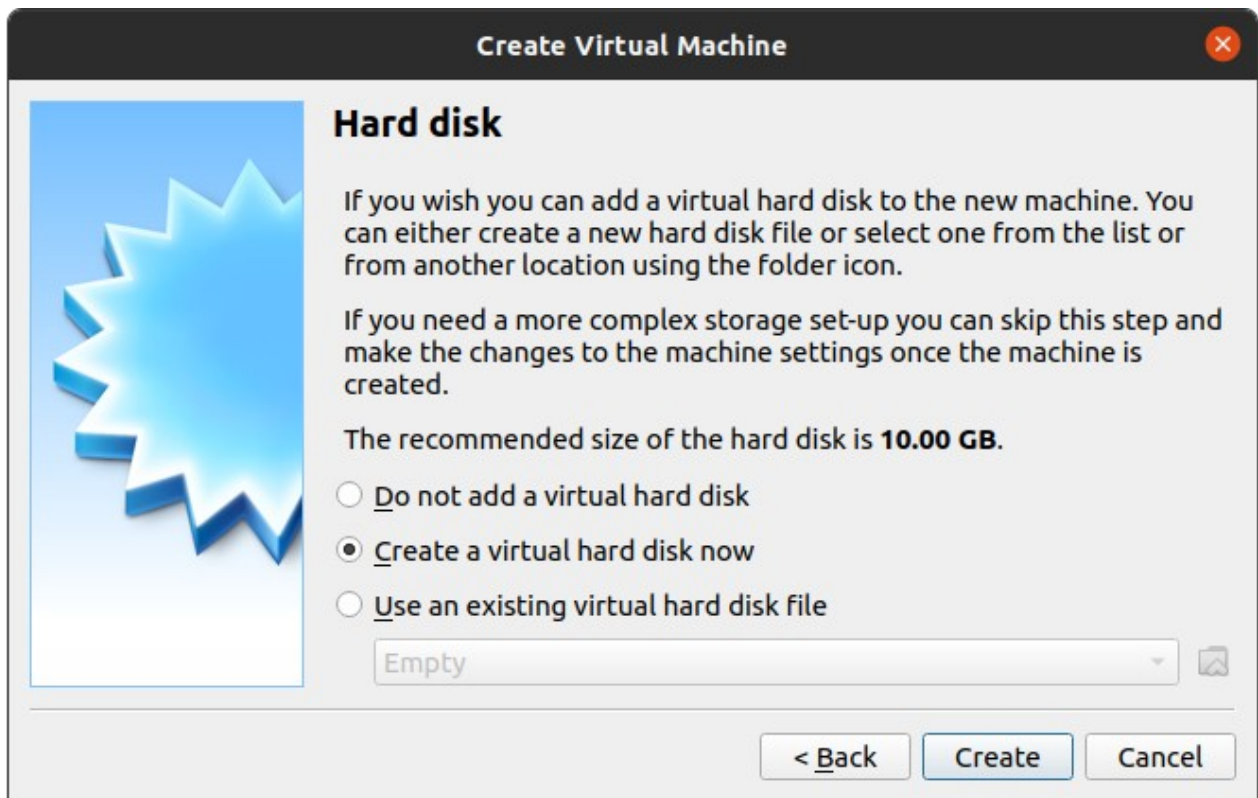 Create Virtual Machine
Hard disk
If you wish you can add a virtual hard disk to the new machine. You
can either create a new hard disk file or select one from the list or
from another location using the folder icon.
If you need a more complex storage set-up you can skip this step and
make the changes to the machine settings once the machine is
created.
The recommended size of the hard disk is 10.00 GB.
Do not add a virtual hard disk
Create a virtual hard disk now
Use an existing virtual hard disk file
Empty
< Back Create Cancel